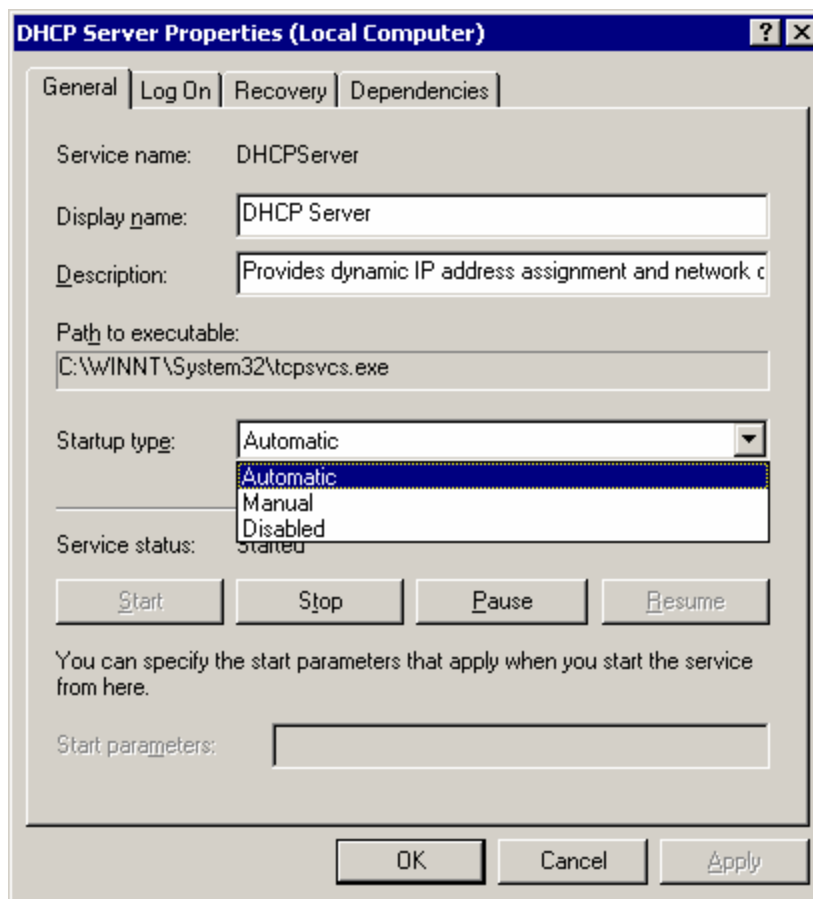 DHCP Server Properties (Local Computer)
General Log On Recovery Dependencies
Service name: DHCPServer
Display name: DHCP Server
Description: Provides dynamic IP address assignment and network c
Path to executable:
C:\WINNT\System32\tcpsvcs.exe
Startup type: Automatic
Automatic
Manual
Disabled
Service status: Started
Start Stop Pause Resume
You can specify the start parameters that apply when you start the service
from here.
Start parameters:
OK Cancel Apply